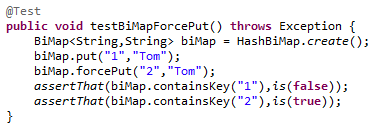 @Test
public void testBiMapForcePut() throws Exception {
    BiMap<String,String> biMap = HashBiMap.create();
    biMap.put("1","Tom");
    biMap.forcePut("2","Tom");
    assertThat(biMap.containsKey("1"),is(false));
    assertThat(biMap.containsKey("2"),is(true));
}